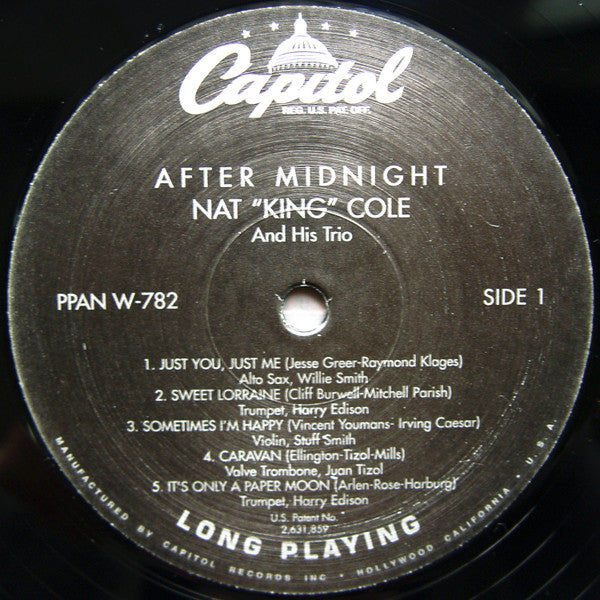 Capitol
REG. U.S. PAT. OFF.
AFTER MIDNIGHT
NAT "KING" COLE
And His Trio
PPAN W-782
SIDE 1
1. JUST YOU, JUST ME (Jesse Greer-Raymond Klages)
Alto Sax, Willie Smith
2. SWEET LORRAINE (Cliff Burwell-Mitchell Parish)
Trumpet, Harry Edison
3. SOMETIMES I'M HAPPY (Vincent Youmans- Irving Caesar)
Violin, Stuff Smith
4. CARAVAN (Ellington-Tizol-Mills)
Valve Trombone, Juan Tizol
5. IT'S ONLY A PAPER MOON (Arlen-Rose-Harburg)
Trumpet, Harry Edison
U.S. Patent No.
2,631,859
LONG PLAYING
MANUFACTURED BY CAPITOL RECORDS INC • HOLLYWOOD CALIFORNIA • U.S.A.